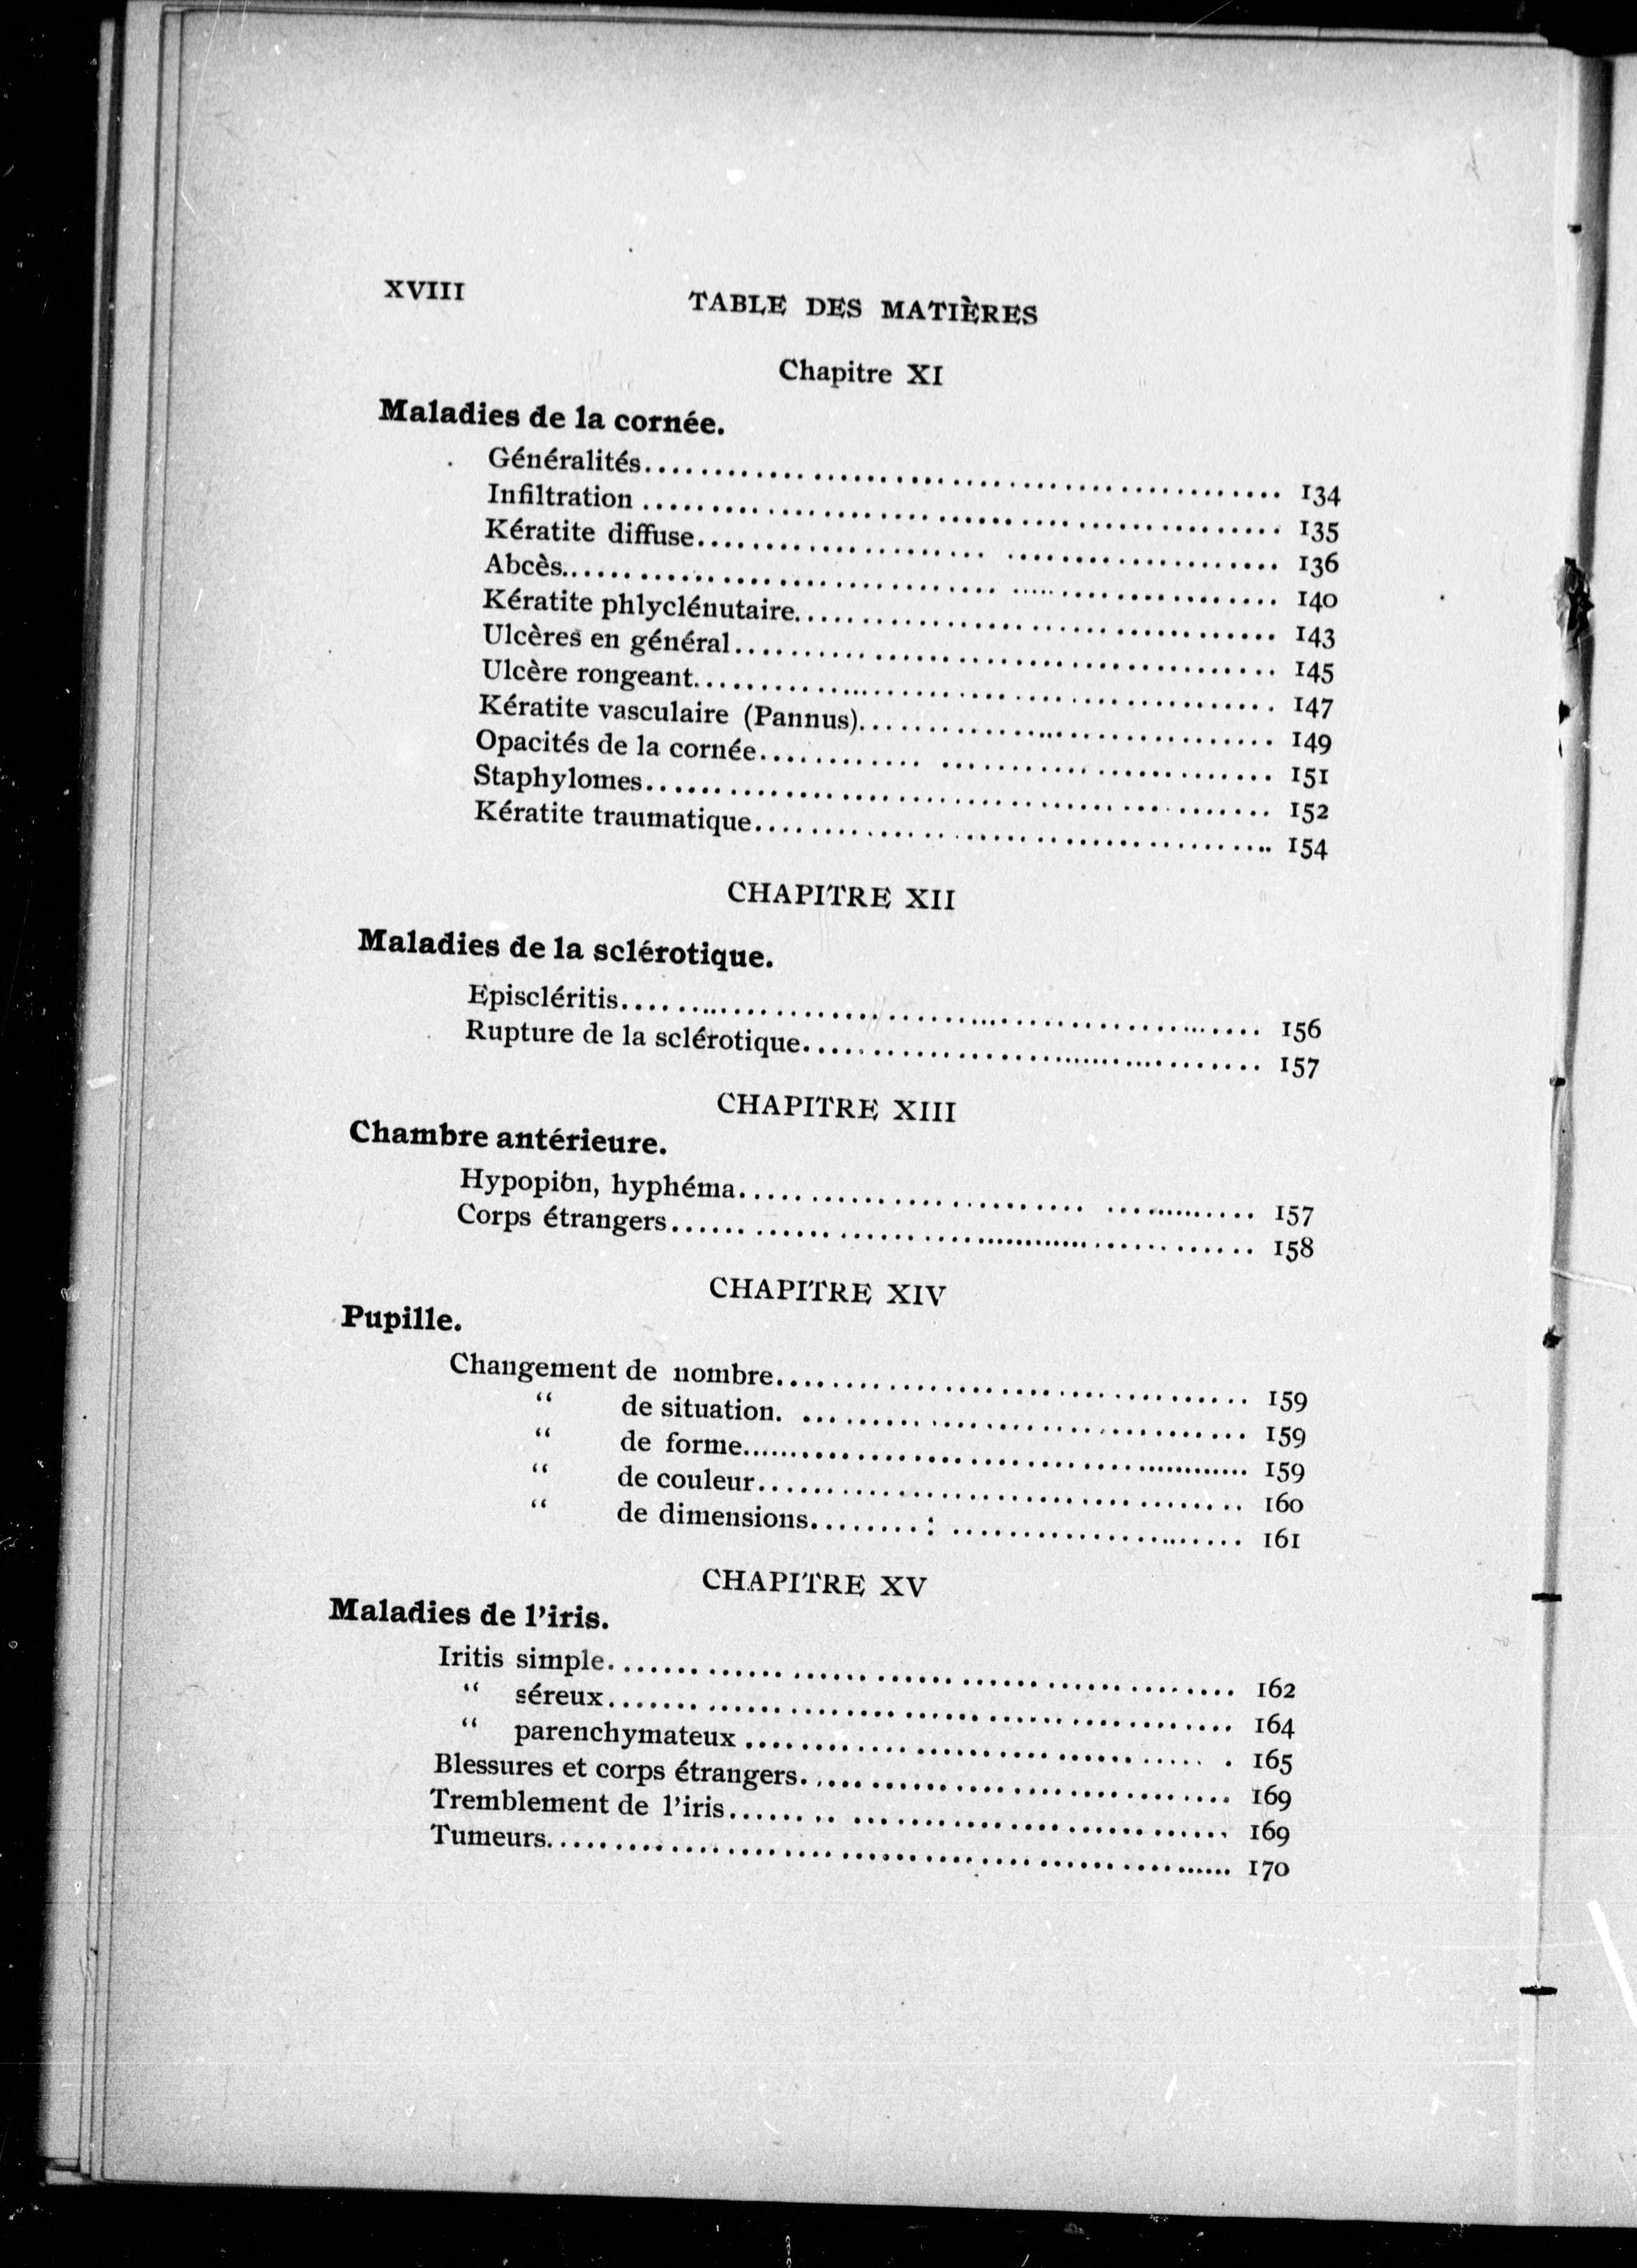 XVIII TABLE DES MATIÈRES
Chapitre XI
Maladies de la cornée.
Généralités........................................ 134
Infiltration ........................................ 135
Kératite diffuse........................................ 136
Abcès........................................ 140
Kératite phlyclénutaire........................................ 143
Ulcères en général........................................ 145
Ulcère rongeant........................................ 147
Kératite vasculaire (Pannus)........................................ 149
Opacités de la cornée........................................ 151
Staphylomes........................................ 152
Kératite traumatique........................................ 154
CHAPITRE XII
Maladies de la sclérotique.
Episcléritis........................................ 156
Rupture de la sclérotique........................................ 157
CHAPITRE XIII
Chambre antérieure.
Hypopion, hyphéma........................................ 157
Corps étrangers........................................ 158
CHAPITRE XIV
Pupille.
Changement de nombre........................................ 159
“ de situation. ........................................ 159
“ de forme........................................ 159
“ de couleur........................................ 160
“ de dimensions........................................ 161
CHAPITRE XV
Maladies de l’iris.
Iritis simple........................................ 162
“ séreux........................................ 164
“ parenchymateux ........................................ 165
Blessures et corps étrangers........................................ 169
Tremblement de l’iris........................................ 169
Tumeurs........................................ 170